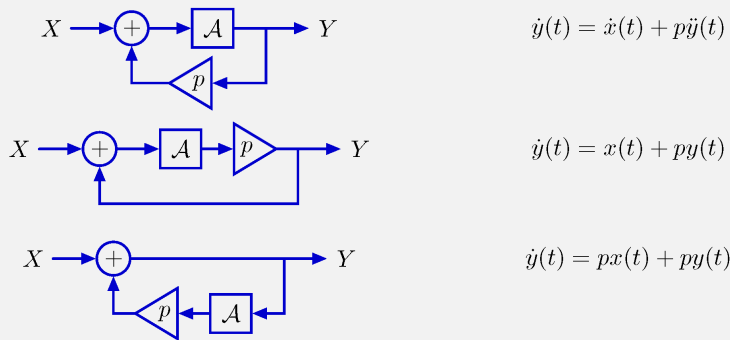 X + 𝒜 Y ẏ(t) = ẋ(t) + pÿ(t)
p
X + 𝒜 p Y ẏ(t) = x(t) + py(t)
X + Y ẏ(t) = px(t) + py(t)
p 𝒜